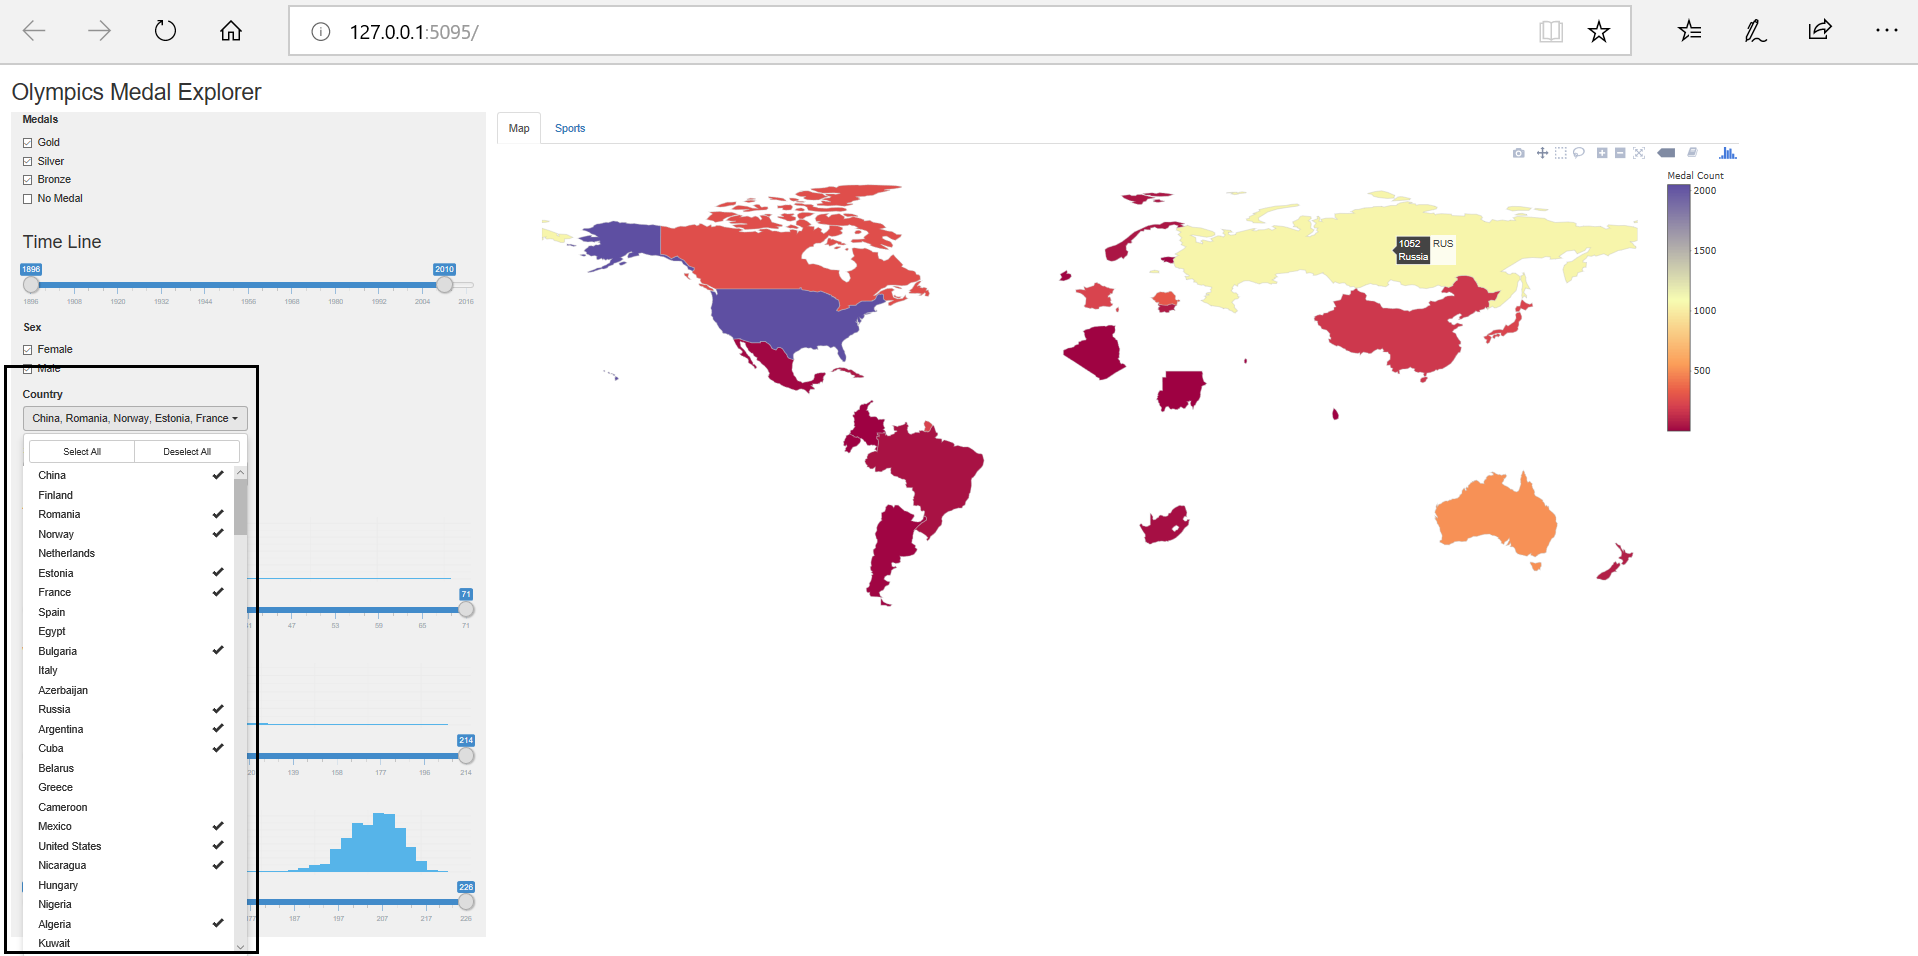 127.0.0.1:5095/
Olympics Medal Explorer
Medals
Gold
Silver
Bronze
No Medal
Time Line
1896 2010
1896 1908 1920 1932 1944 1956 1968 1980 1992 2004 2016
Sex
Female
Male
Country
China, Romania, Norway, Estonia, France
Select All Deselect All
China
Finland
Romania
Norway
Netherlands
Estonia
France
Spain
Egypt
Bulgaria
Italy
Azerbaijan
Russia
Argentina
Cuba
Belarus
Greece
Cameroon
Mexico
United States
Nicaragua
Hungary
Nigeria
Algeria
Kuwait
71
47 53 59 65 71
214
139 158 177 196 214
226
187 197 207 217 226
Map Sports
Medal Count
2000
1500
1000
500
1052 RUS
Russia